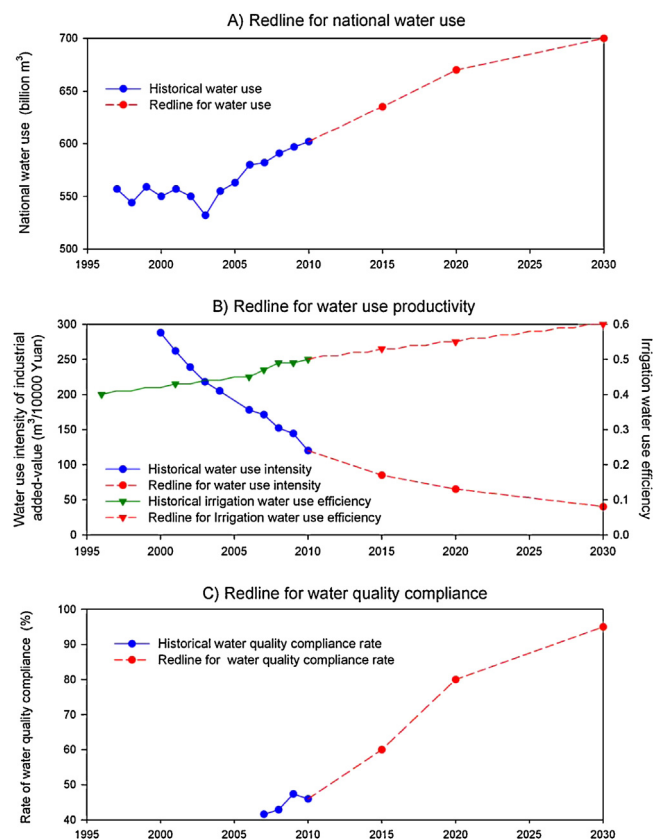 A) Redline for national water use
National water use (billion m³)
700
650
600
550
500
Historical water use
Redline for water use
1995 2000 2005 2010 2015 2020 2025 2030
B) Redline for water use productivity
Water use intensity of industrial
added-value (m³/10000 Yuan)
300
250
200
150
100
50
0
Historical water use intensity
Redline for water use intensity
Historical irrigation water use efficiency
Redline for Irrigation water use efficiency
0.6
0.5
0.4
0.3
0.2
0.1
0.0
Irrigation water use efficiency
1995 2000 2005 2010 2015 2020 2025 2030
C) Redline for water quality compliance
Rate of water quality compliance (%)
100
90
80
70
60
50
40
Historical water quality compliance rate
Redline for water quality compliance rate
1995 2000 2005 2010 2015 2020 2025 2030